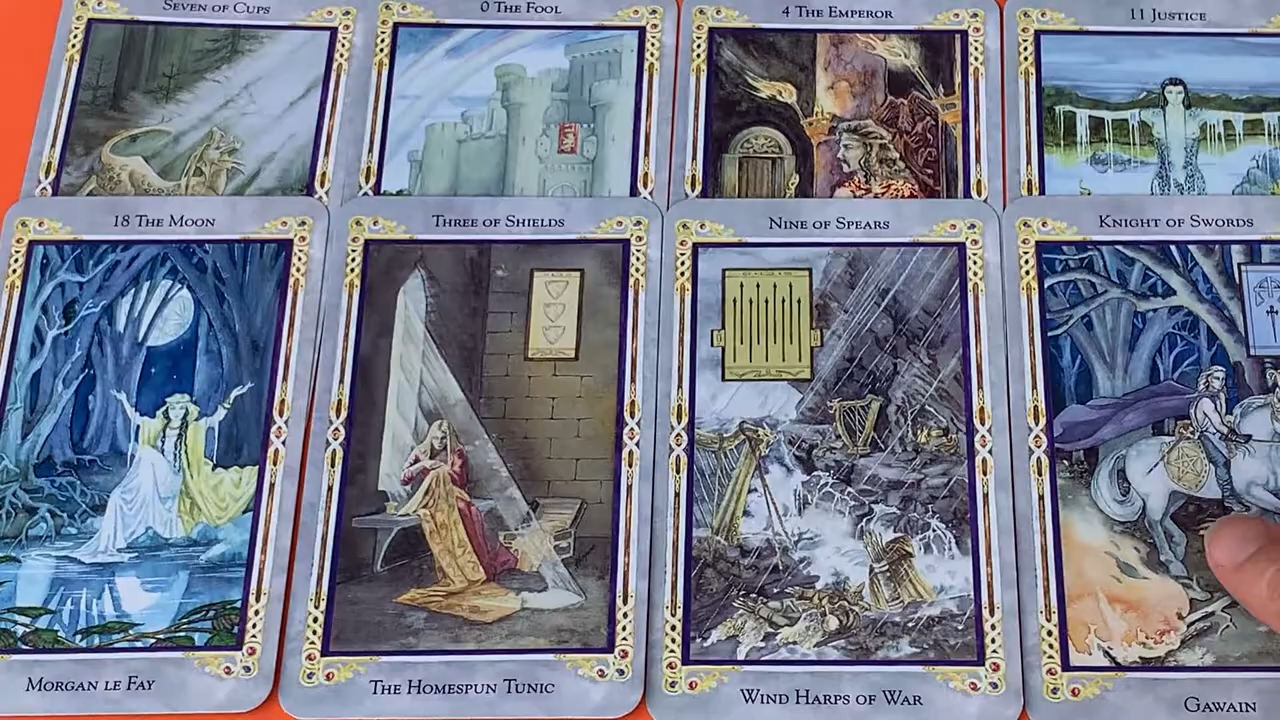 Seven of Cups
0 The Fool
4 The Emperor
11 Justice
18 The Moon
Three of Shields
Nine of Spears
Knight of Swords
Morgan le Fay
The Homespun Tunic
Wind Harps of War
Gawain